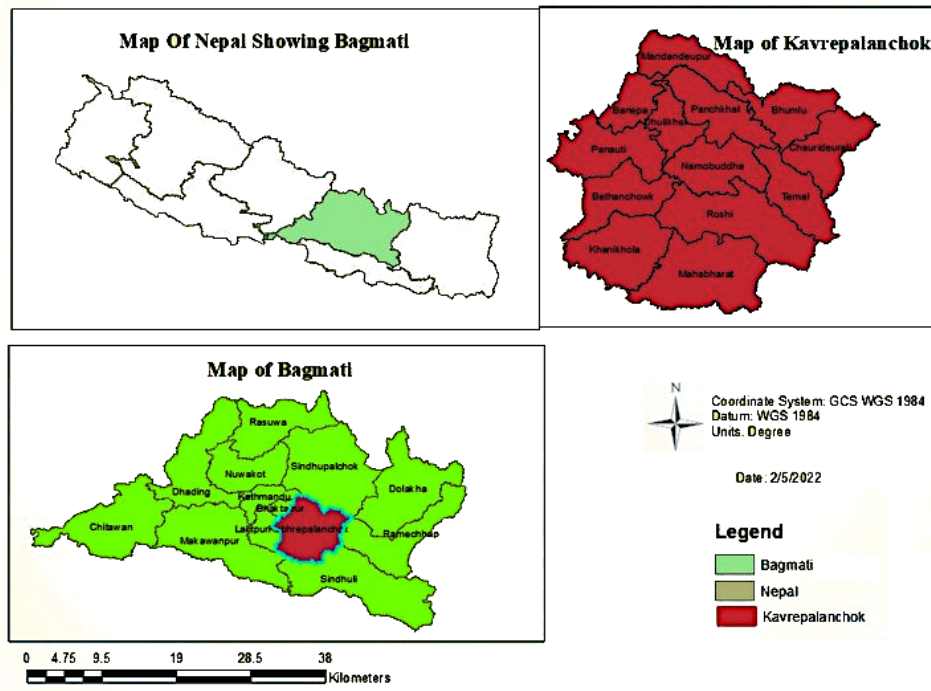 Map Of Nepal Showing Bagmati
Map of Kavrepalanchok
Mandandeupur
Banepa
Dhulikhel
Panchkhal
Bhumlu
Chaurideurali
Panauti
Namobuddha
Bethanchowk
Temal
Roshi
Khanikhola
Mahabharat
Map of Bagmati
Rasuwa
Nuwakot
Sindhupalchok
Dolakha
Dhading
Kathmandu
Chitawan
Makawanpur
Ramechhap
Sindhuli
N
Coordinate System: GCS WGS 1984
Datum: WGS 1984
Units. Degree
Date: 2/5/2022
Legend
Bagmati
Nepal
Kavrepalanchok
0 4.75 9.5 19 28.5 38
Kilometers